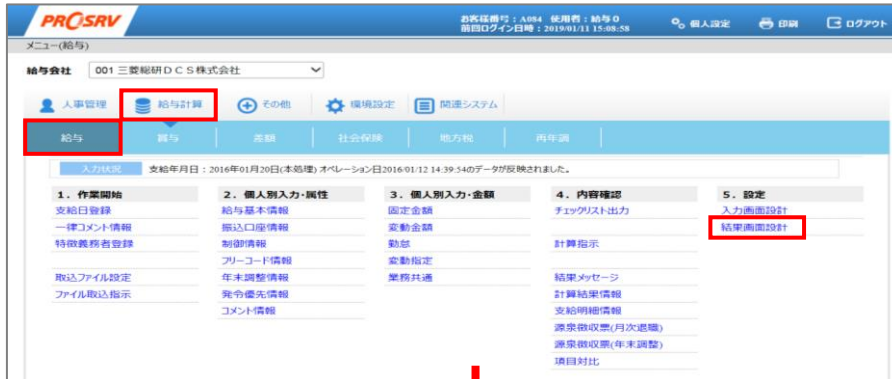 PROSRV
お客様番号：A084 使用者：給与０
前回ログイン日時：2019/01/11 15:08:58
個人設定 印刷 ログアウト
メニュー(給与)
給与会社 001 三菱総研ＤＣＳ株式会社
人事管理 給与計算 その他 環境設定 関連システム
給与 賞与 差額 社会保険 地方税 再年調
入力状況 支給年月日：2016年01月20日(本処理) オペレーション日2016/01/12 14:39:54のデータが反映されました。
1．作業開始 2．個人別入力・属性 3．個人別入力・金額 4．内容確認 5．設定
支給日登録 給与基本情報 固定金額 チェックリスト出力 入力画面設計
一律コメント情報 振込口座情報 変動金額 結果画面設計
特徴義務者登録 制御情報 勤怠 計算指示
フリーコード情報 変動指定
取込ファイル設定 年末調整情報 業務共通 結果メッセージ
ファイル取込指示 発令優先情報 計算結果情報
コメント情報 支給明細情報
源泉徴収票(月次退職)
源泉徴収票(年末調整)
項目対比